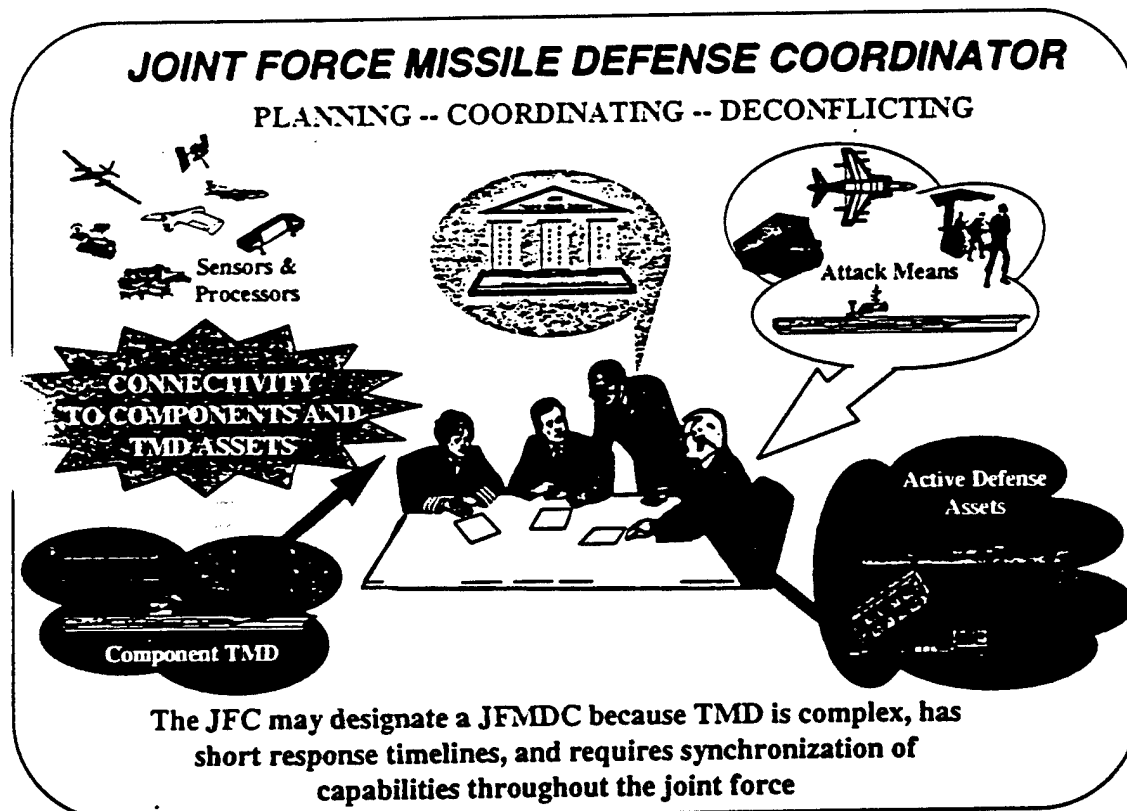 JOINT FORCE MISSILE DEFENSE COORDINATOR
PLANNING -- COORDINATING -- DECONFLICTING
Sensors &
Processors
Attack Means
CONNECTIVITY
TO COMPONENTS AND
TMD ASSETS
Active Defense
Assets
Component TMD
The JFC may designate a JFMDC because TMD is complex, has
short response timelines, and requires synchronization of
capabilities throughout the joint force